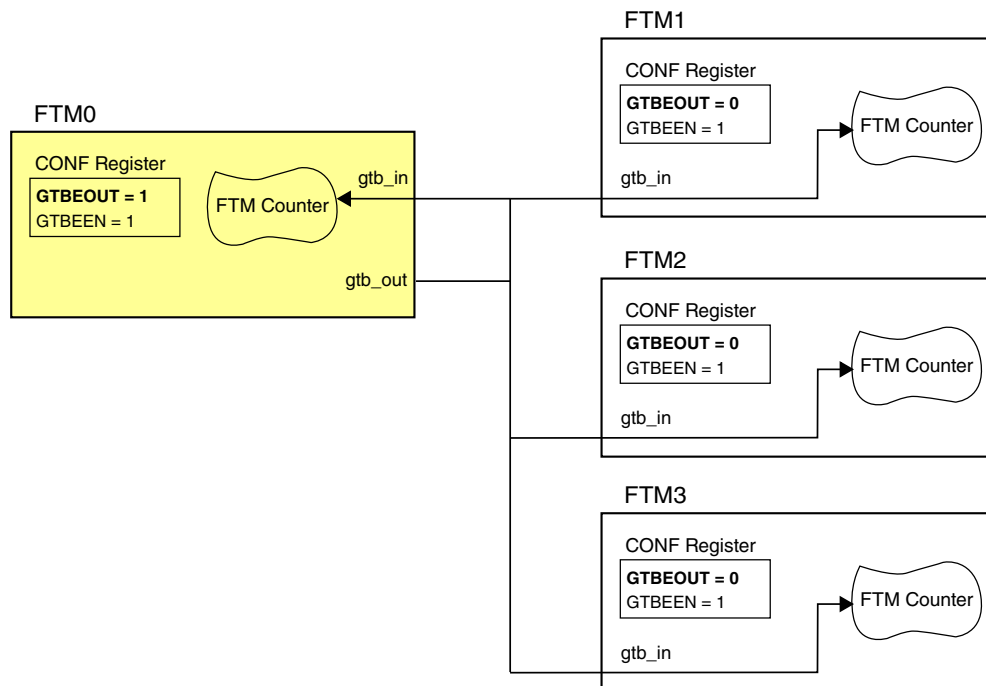 FTM0
CONF Register
GTBEOUT = 1
GTBEEN = 1
FTM Counter
gtb_in
gtb_out
FTM1
CONF Register
GTBEOUT = 0
GTBEEN = 1
FTM Counter
gtb_in
FTM2
CONF Register
GTBEOUT = 0
GTBEEN = 1
FTM Counter
gtb_in
FTM3
CONF Register
GTBEOUT = 0
GTBEEN = 1
FTM Counter
gtb_in